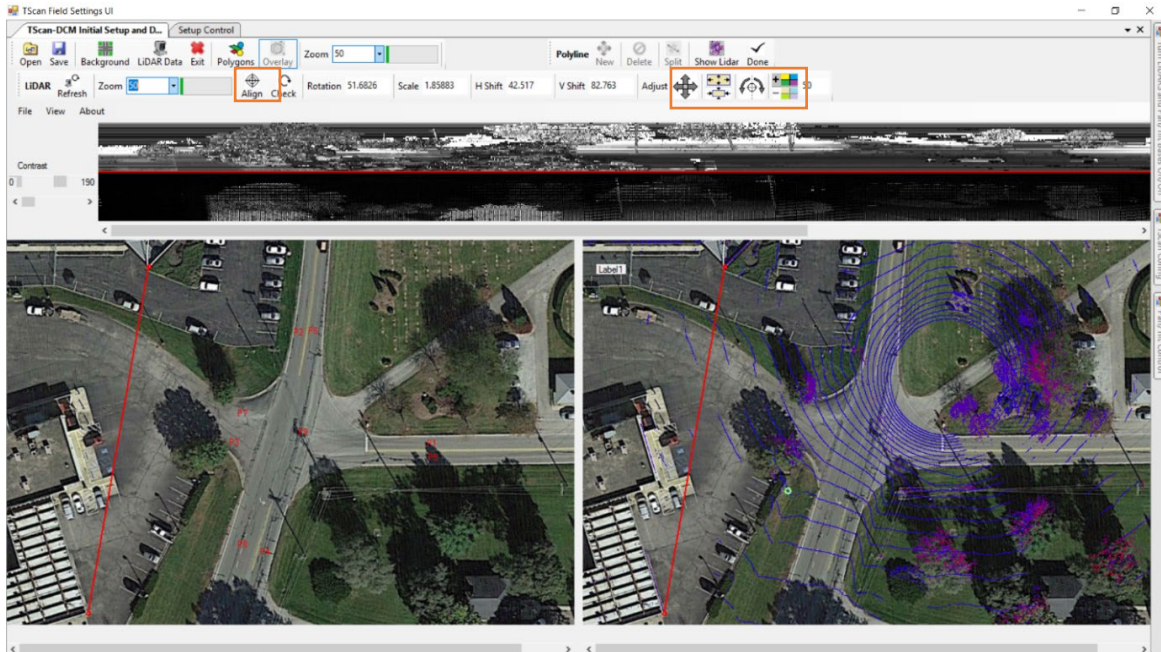 TScan Field Settings UI
TScan-DCM Initial Setup and D... Setup Control
Open Save Background LiDAR Data Exit Polygons Overlay Zoom 50 Polyline New Delete Split Show Lidar Done
LiDAR Refresh Zoom 50 Align Check Rotation 51.6826 Scale 1.85883 H Shift 42.517 V Shift 82.763 Adjust
File View About
Contrast
0 190
Label1